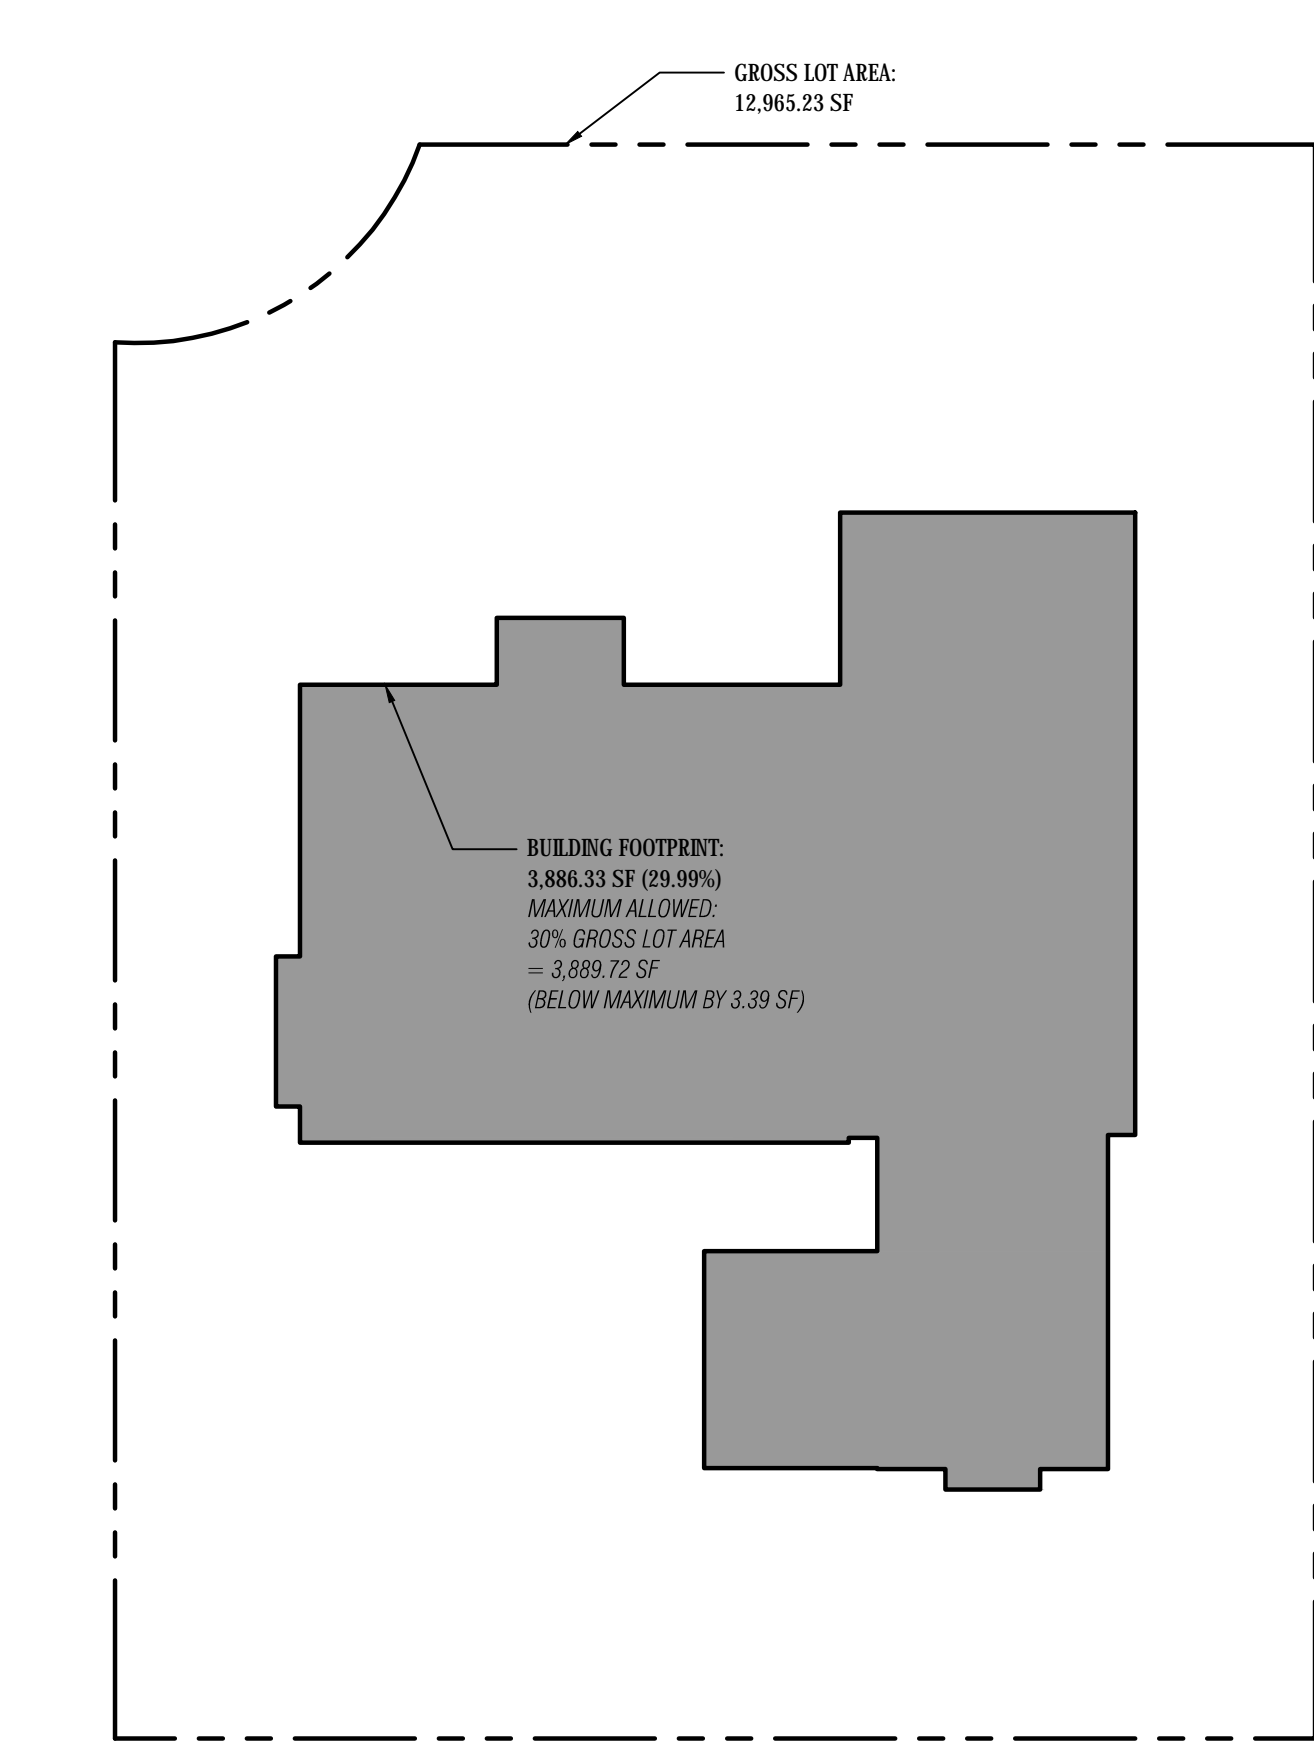 GROSS LOT AREA:
12,965.23 SF
BUILDING FOOTPRINT:
3,886.33 SF (29.99%)
MAXIMUM ALLOWED:
30% GROSS LOT AREA
= 3,889.72 SF
(BELOW MAXIMUM BY 3.39 SF)